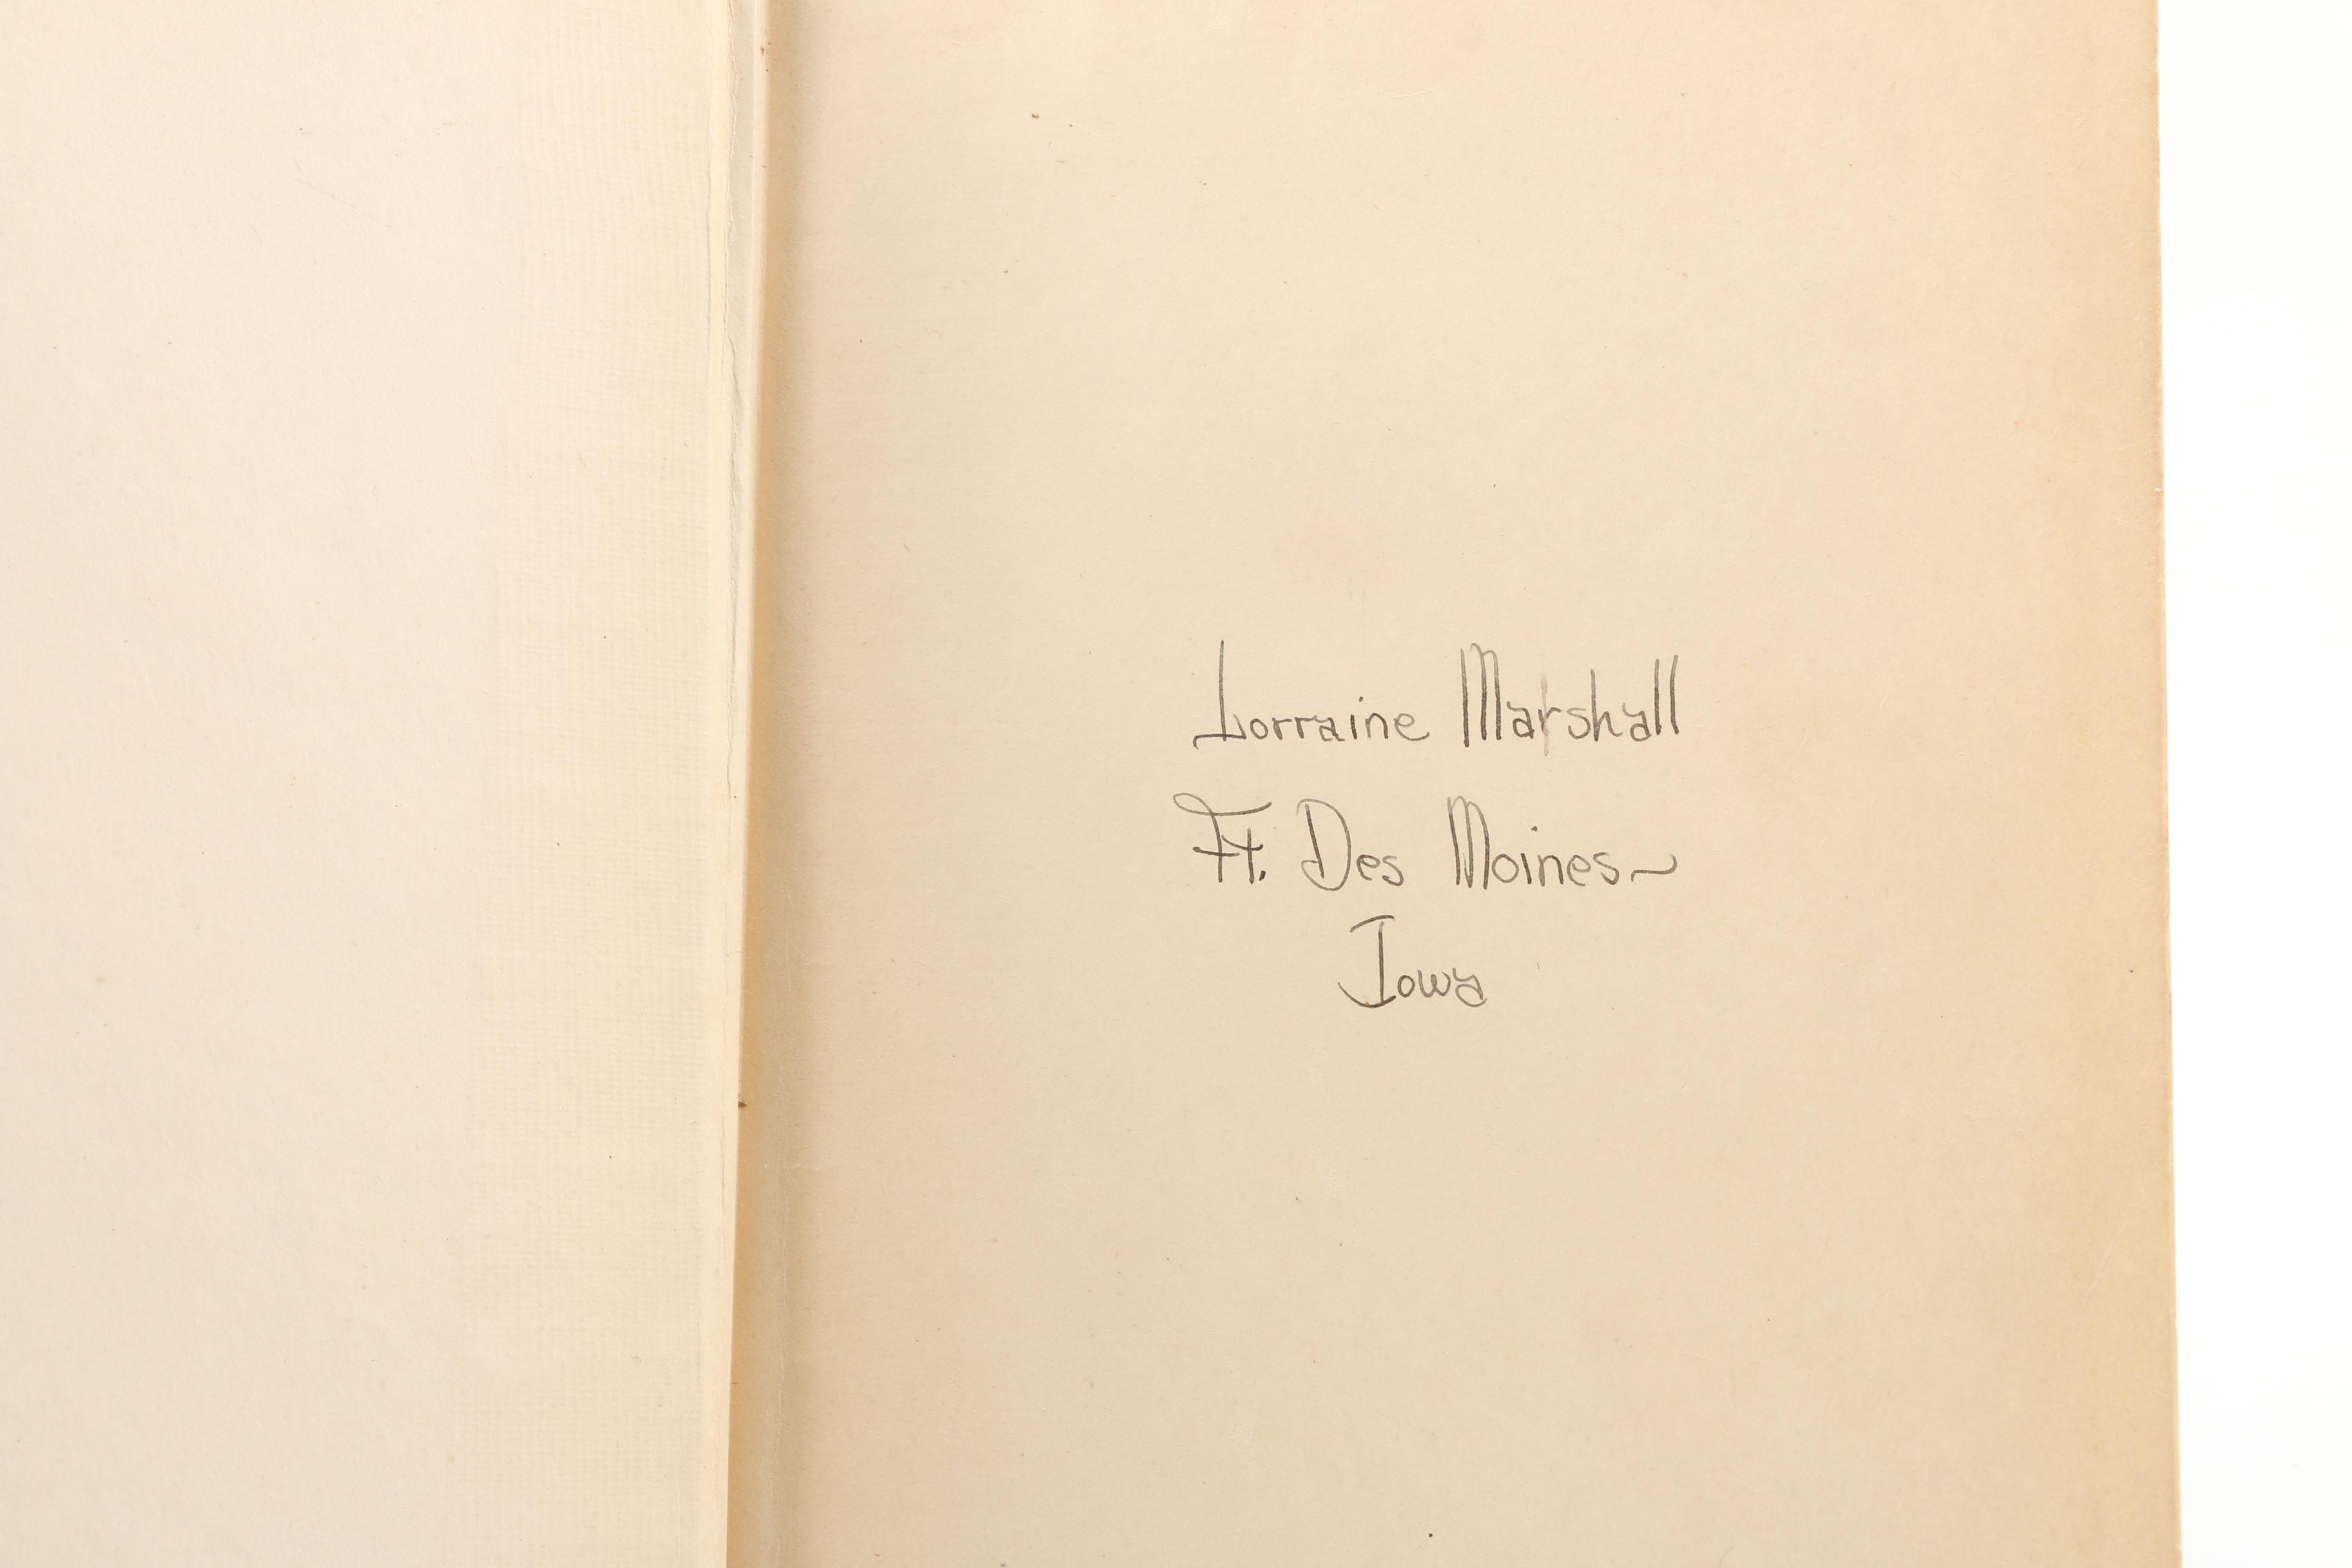 Lorraine Marshall
Ft. Des Moines~
Iowa